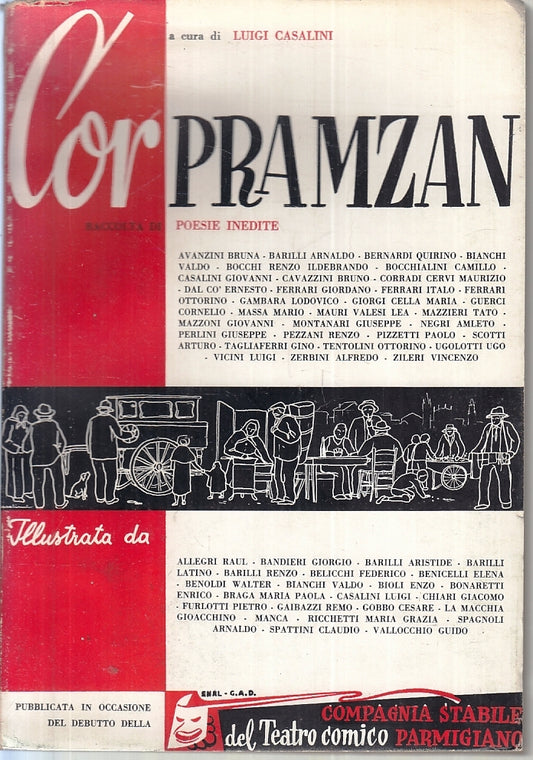 a cura di LUIGI CASALINI
Cor PRAMZAN
RACCOLTA DI POESIE INEDITE
AVANZINI BRUNA - BARILLI ARNALDO - BERNARDI QUIRINO - BIANCHI
VALDO - BOCCHI RENZO ILDEBRANDO - BOCCHIALINI CAMILLO -
CASALINI GIOVANNI - CAVAZZINI BRUNO - CORRADI CERVI MAURIZIO
- DAL CO' ERNESTO - FERRARI GIORDANO - FERRARI ITALO - FERRARI
OTTORINO - GAMBARA LODOVICO - GIORGI CELLA MARIA - GUERCI
CORNELIO - MASSA MARIO - MAURI VALESI LEA - MAZZIERI TATO -
MAZZONI GIOVANNI - MONTANARI GIUSEPPE - NEGRI AMLETO -
PERLINI GIUSEPPE - PEZZANI RENZO - PIZZETTI PAOLO - SCOTTI
ARTURO - TAGLIAFERRI GINO - TENTOLINI OTTORINO - UGOLOTTI UGO
- VICINI LUIGI - ZERBINI ALFREDO - ZILERI VINCENZO
Illustrata da
ALLEGRI RAUL - BANDIERI GIORGIO - BARILLI ARISTIDE - BARILLI
LATINO - BARILLI RENZO - BELICCHI FEDERICO - BENICELLI ELENA
- BENOLDI WALTER - BIANCHI VALDO - BIOLI ENZO - BONARETTI
ENRICO - BRAGA MARIA PAOLA - CASALINI LUIGI - CHIARI GIACOMO
- FURLOTTI PIETRO - GAIBAZZI REMO - GOBBO CESARE - LA MACCHIA
GIOACCHINO - MANCA - RICCHETTI MARIA GRAZIA - SPAGNOLI
ARNALDO - SPATTINI CLAUDIO - VALLOCCHIO GUIDO
PUBBLICATA IN OCCASIONE
DEL DEBUTTO DELLA
ENAL - C.A.D.
COMPAGNIA STABILE
del Teatro comico PARMIGIANO